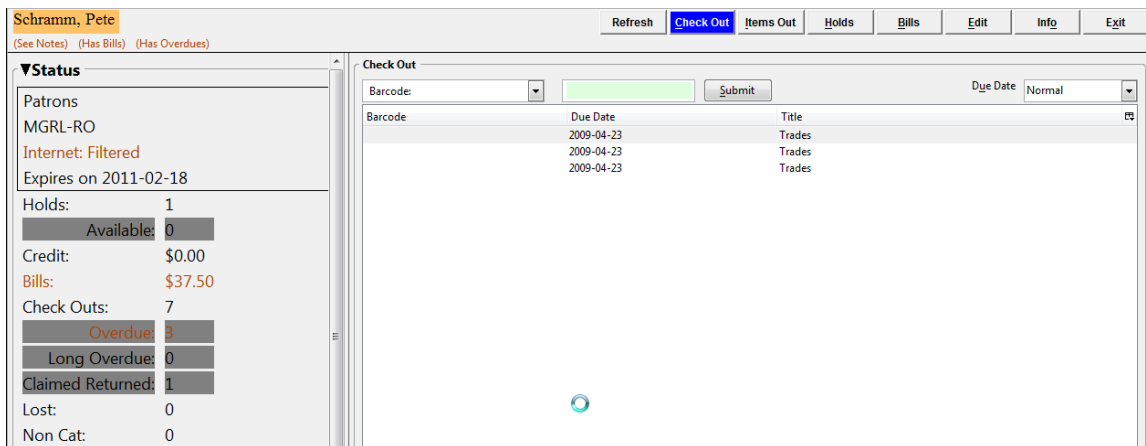 Schramm, Pete
Refresh Check Out Items Out Holds Bills Edit Info Exit
(See Notes) (Has Bills) (Has Overdues)
▼Status
Patrons
MGRL-RO
Internet: Filtered
Expires on 2011-02-18
Holds: 1
Available: 0
Credit: $0.00
Bills: $37.50
Check Outs: 7
Overdue: 3
Long Overdue: 0
Claimed Returned: 1
Lost: 0
Non Cat: 0
Check Out
Barcode: Submit Due Date Normal
Barcode Due Date Title
2009-04-23 Trades
2009-04-23 Trades
2009-04-23 Trades